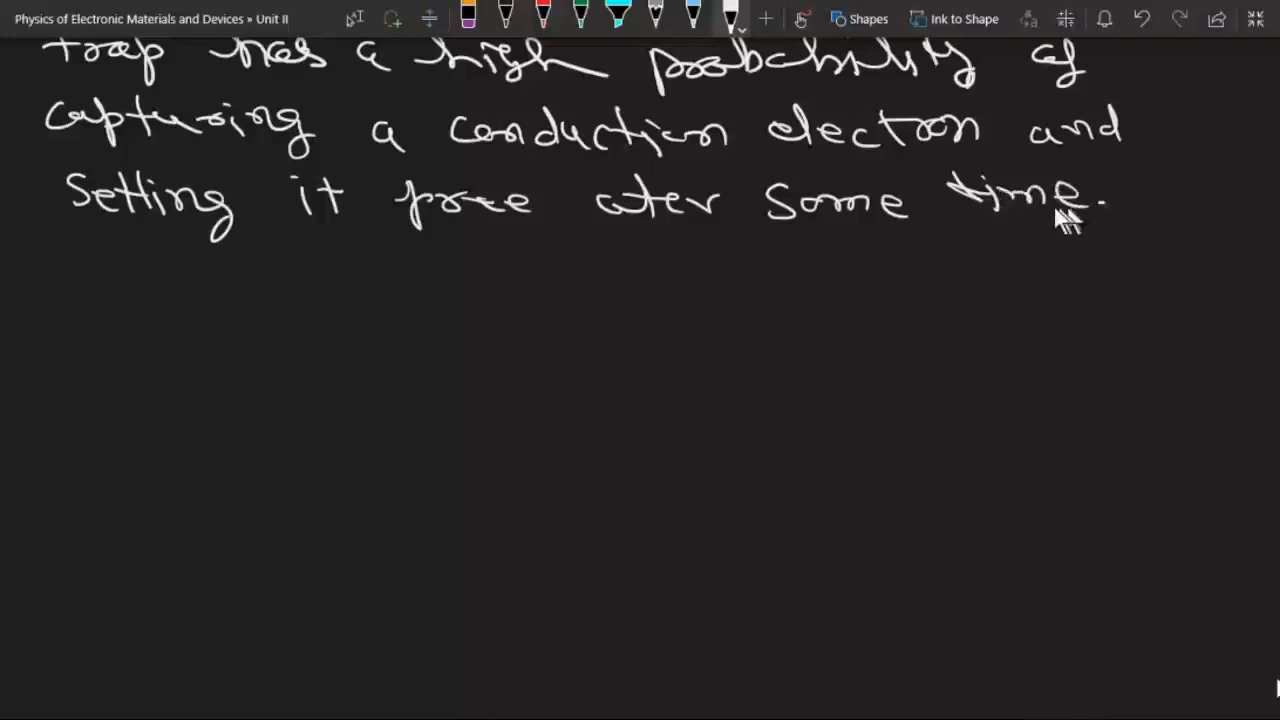 Physics of Electronic Materials and Devices » Unit II
Shapes
Ink to Shape
trap has a high probability of
capturing a conduction electron and
Setting it free ater some time.